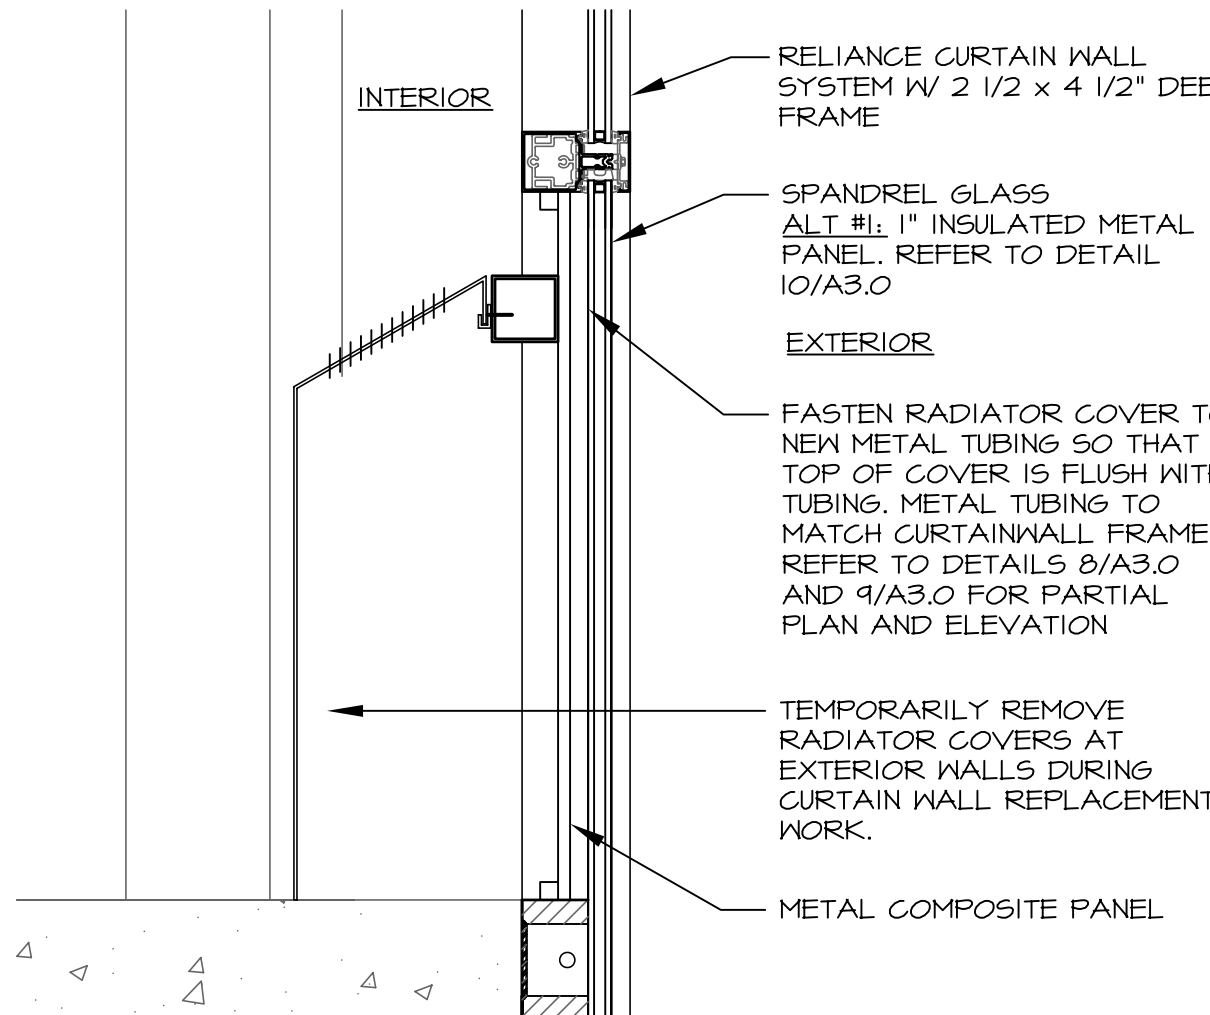 INTERIOR
RELIANCE CURTAIN WALL
SYSTEM W/ 2 1/2 x 4 1/2" DEE
FRAME
SPANDREL GLASS
ALT #1: 1" INSULATED METAL
PANEL. REFER TO DETAIL
10/A3.0
EXTERIOR
FASTEN RADIATOR COVER T
NEW METAL TUBING SO THAT
TOP OF COVER IS FLUSH WIT
TUBING. METAL TUBING TO
MATCH CURTAINWALL FRAME
REFER TO DETAILS 8/A3.0
AND 9/A3.0 FOR PARTIAL
PLAN AND ELEVATION
TEMPORARILY REMOVE
RADIATOR COVERS AT
EXTERIOR WALLS DURING
CURTAIN WALL REPLACEMENT
WORK.
METAL COMPOSITE PANEL